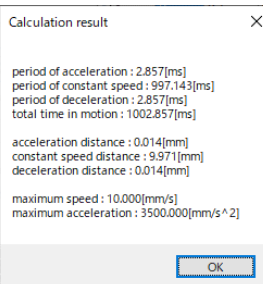 Calculation result
period of acceleration : 2.857[ms]
period of constant speed : 997.143[ms]
period of deceleration : 2.857[ms]
total time in motion : 1002.857[ms]
acceleration distance : 0.014[mm]
constant speed distance : 9.971[mm]
deceleration distance : 0.014[mm]
maximum speed : 10.000[mm/s]
maximum acceleration : 3500.000[mm/s^2]
OK